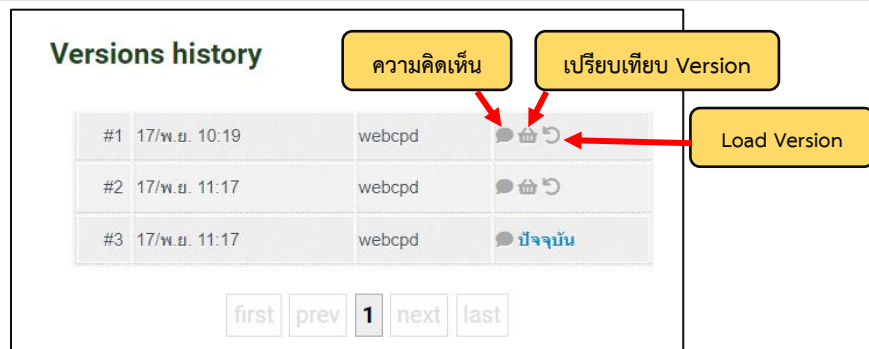 Versions history
ความคิดเห็น
เปรียบเทียบ Version
Load Version
#1 17/พ.ย. 10:19 webcpd
#2 17/พ.ย. 11:17 webcpd
#3 17/พ.ย. 11:17 webcpd ปัจจุบัน
first prev 1 next last